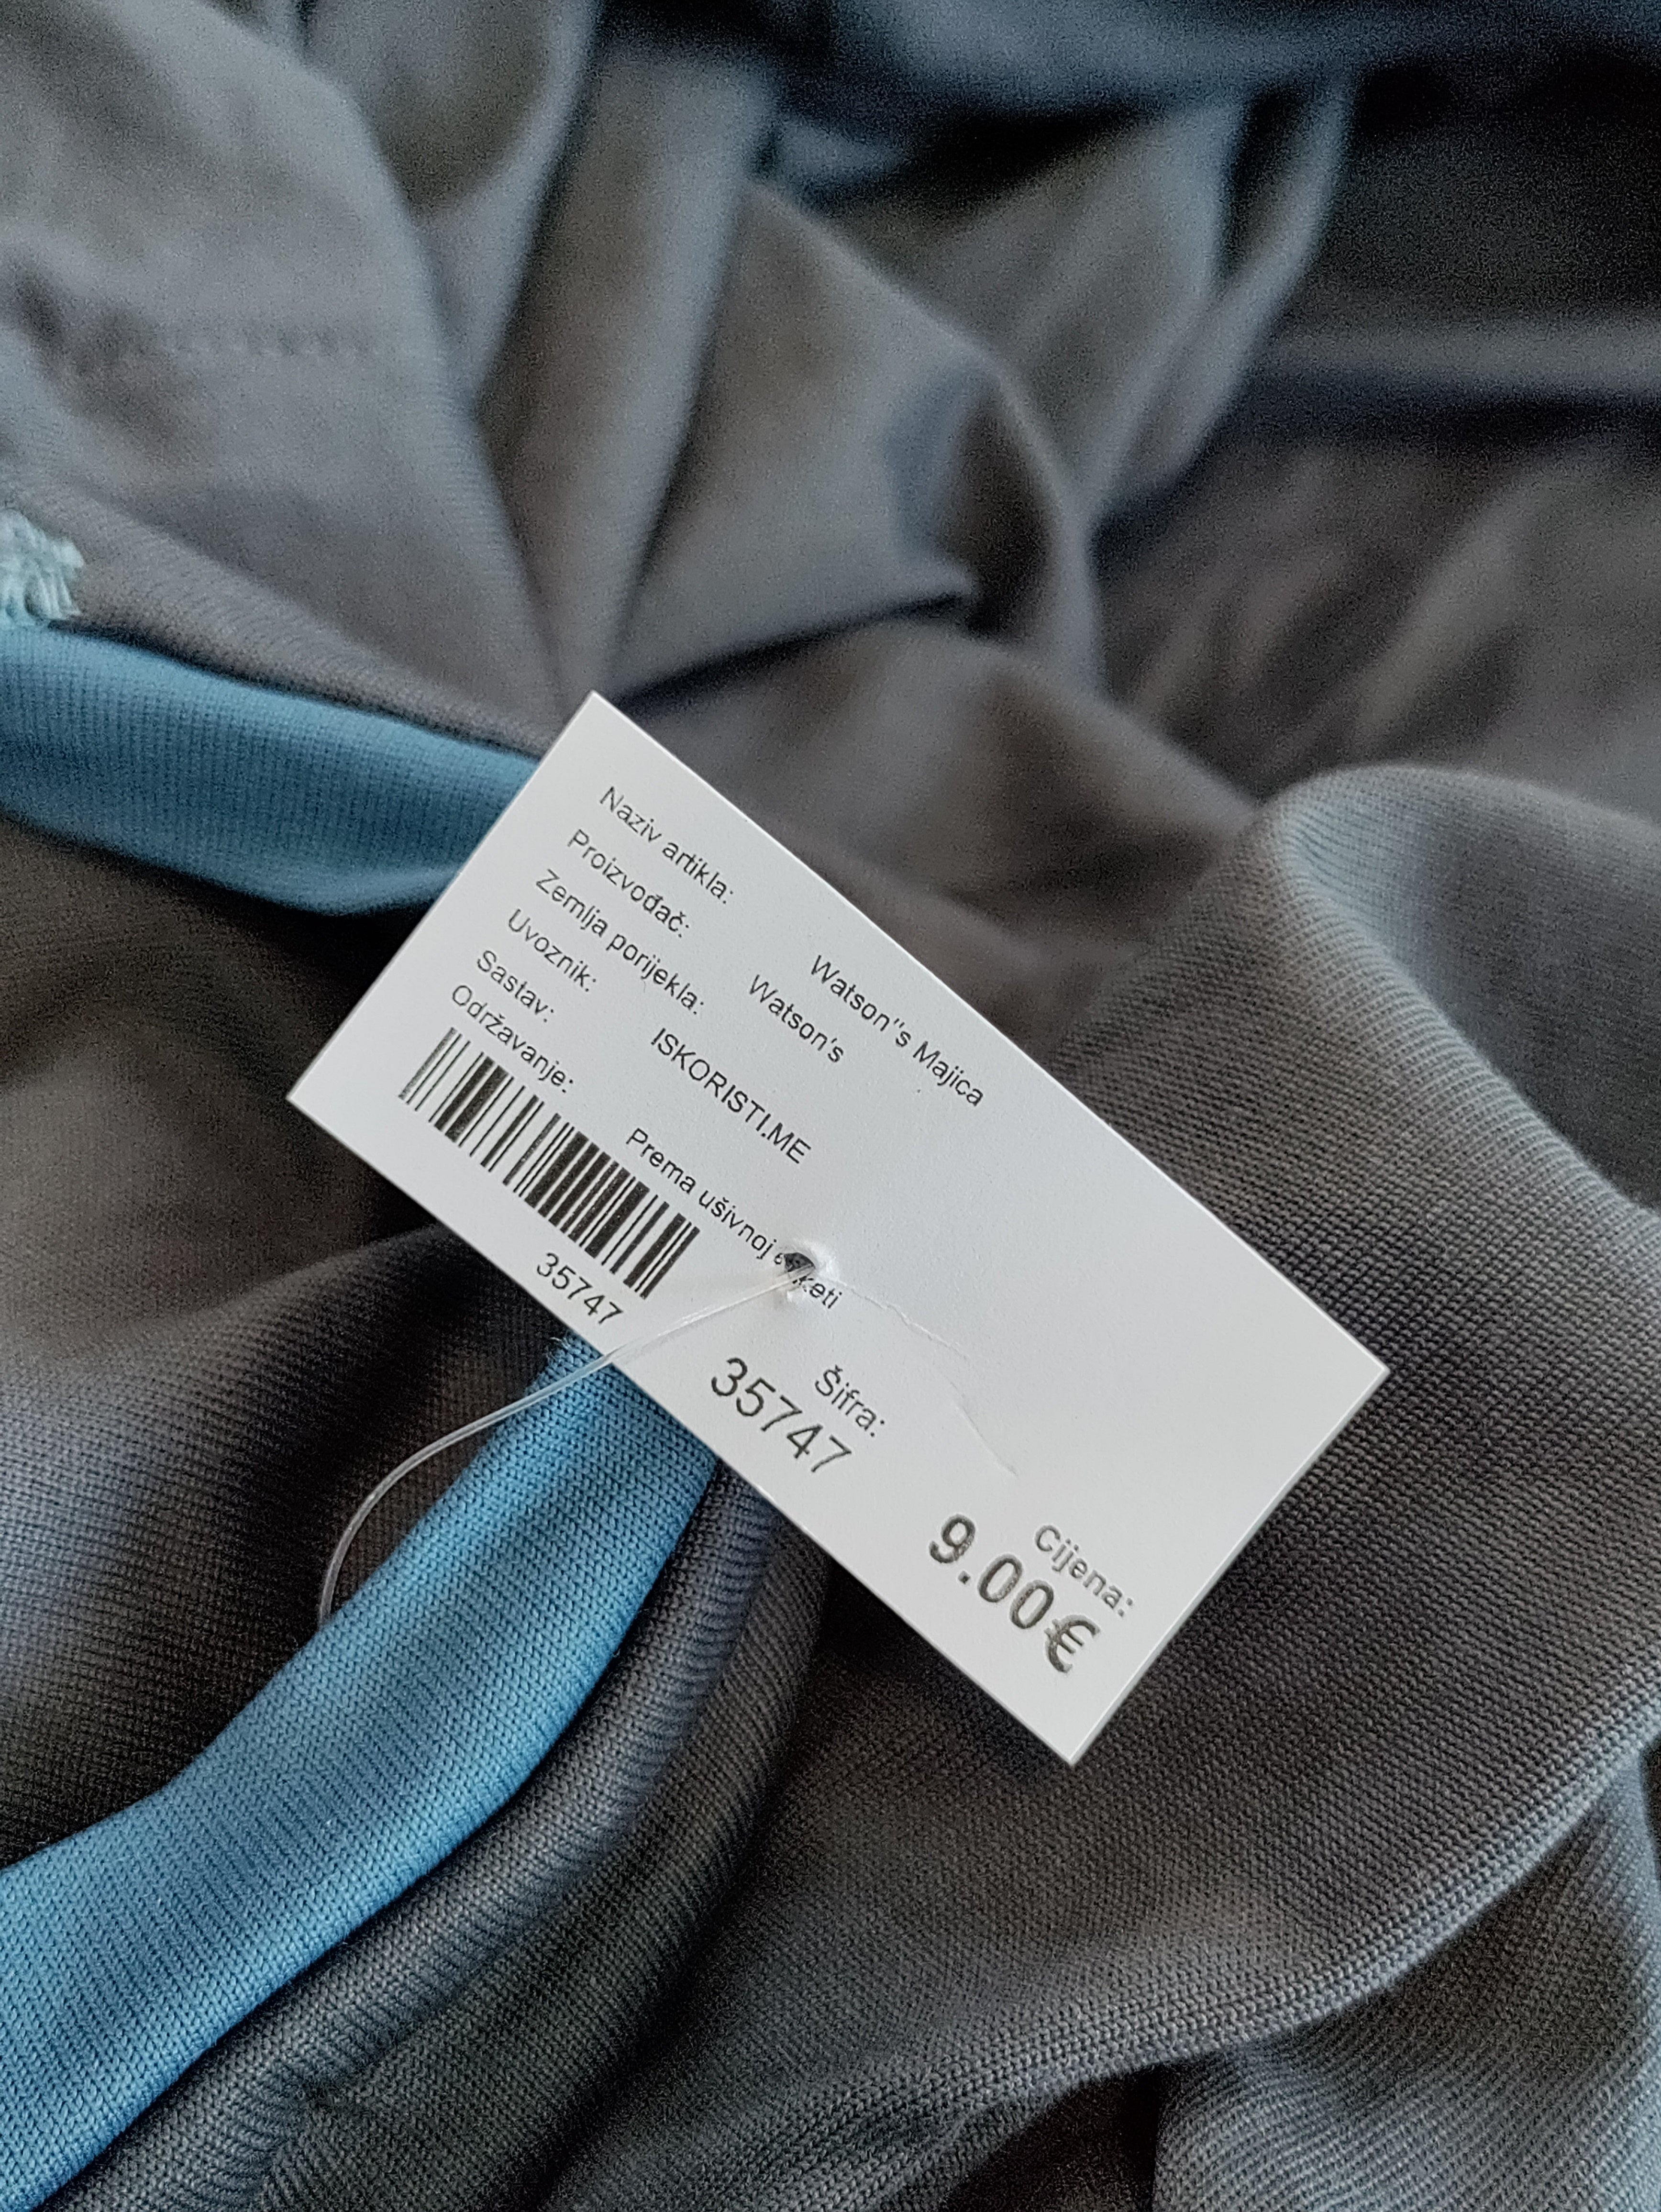 Naziv artikla: Watson"s Majica
Proizvođač: Watson's
Zemlja porijekla:
Uvoznik: ISKORISTI.ME
Sastav:
Održavanje: Prema ušivnoj
35747
Šifra:
35747
Cijena:
9.00€